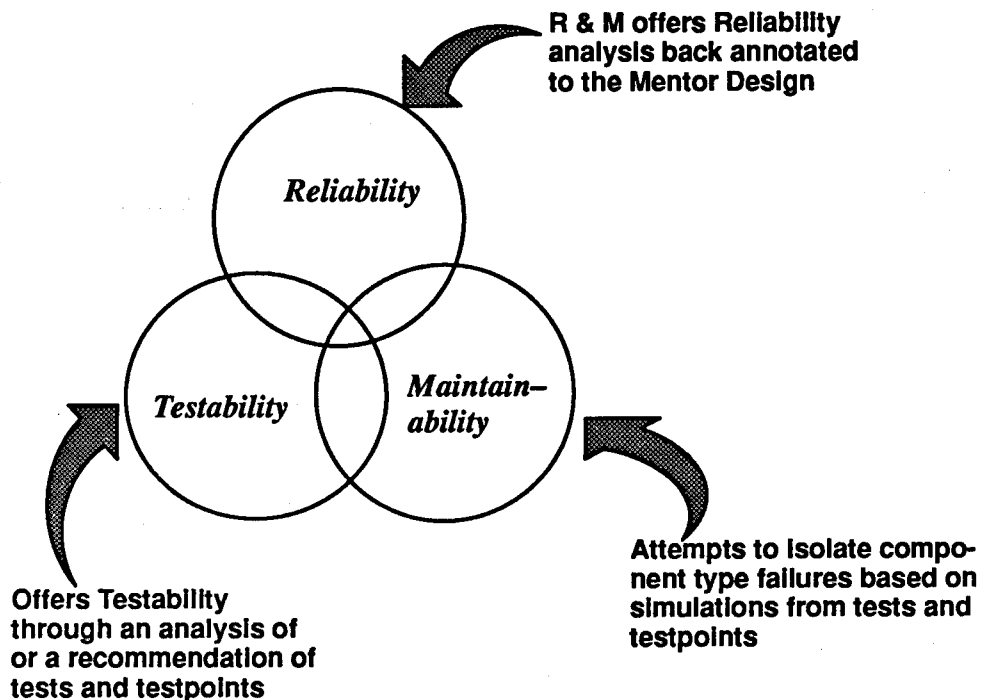 R & M offers Reliability
analysis back annotated
to the Mentor Design
Reliability
Testability
Maintain–
ability
Attempts to isolate compo-
nent type failures based on
simulations from tests and
testpoints
Offers Testability
through an analysis of
or a recommendation of
tests and testpoints